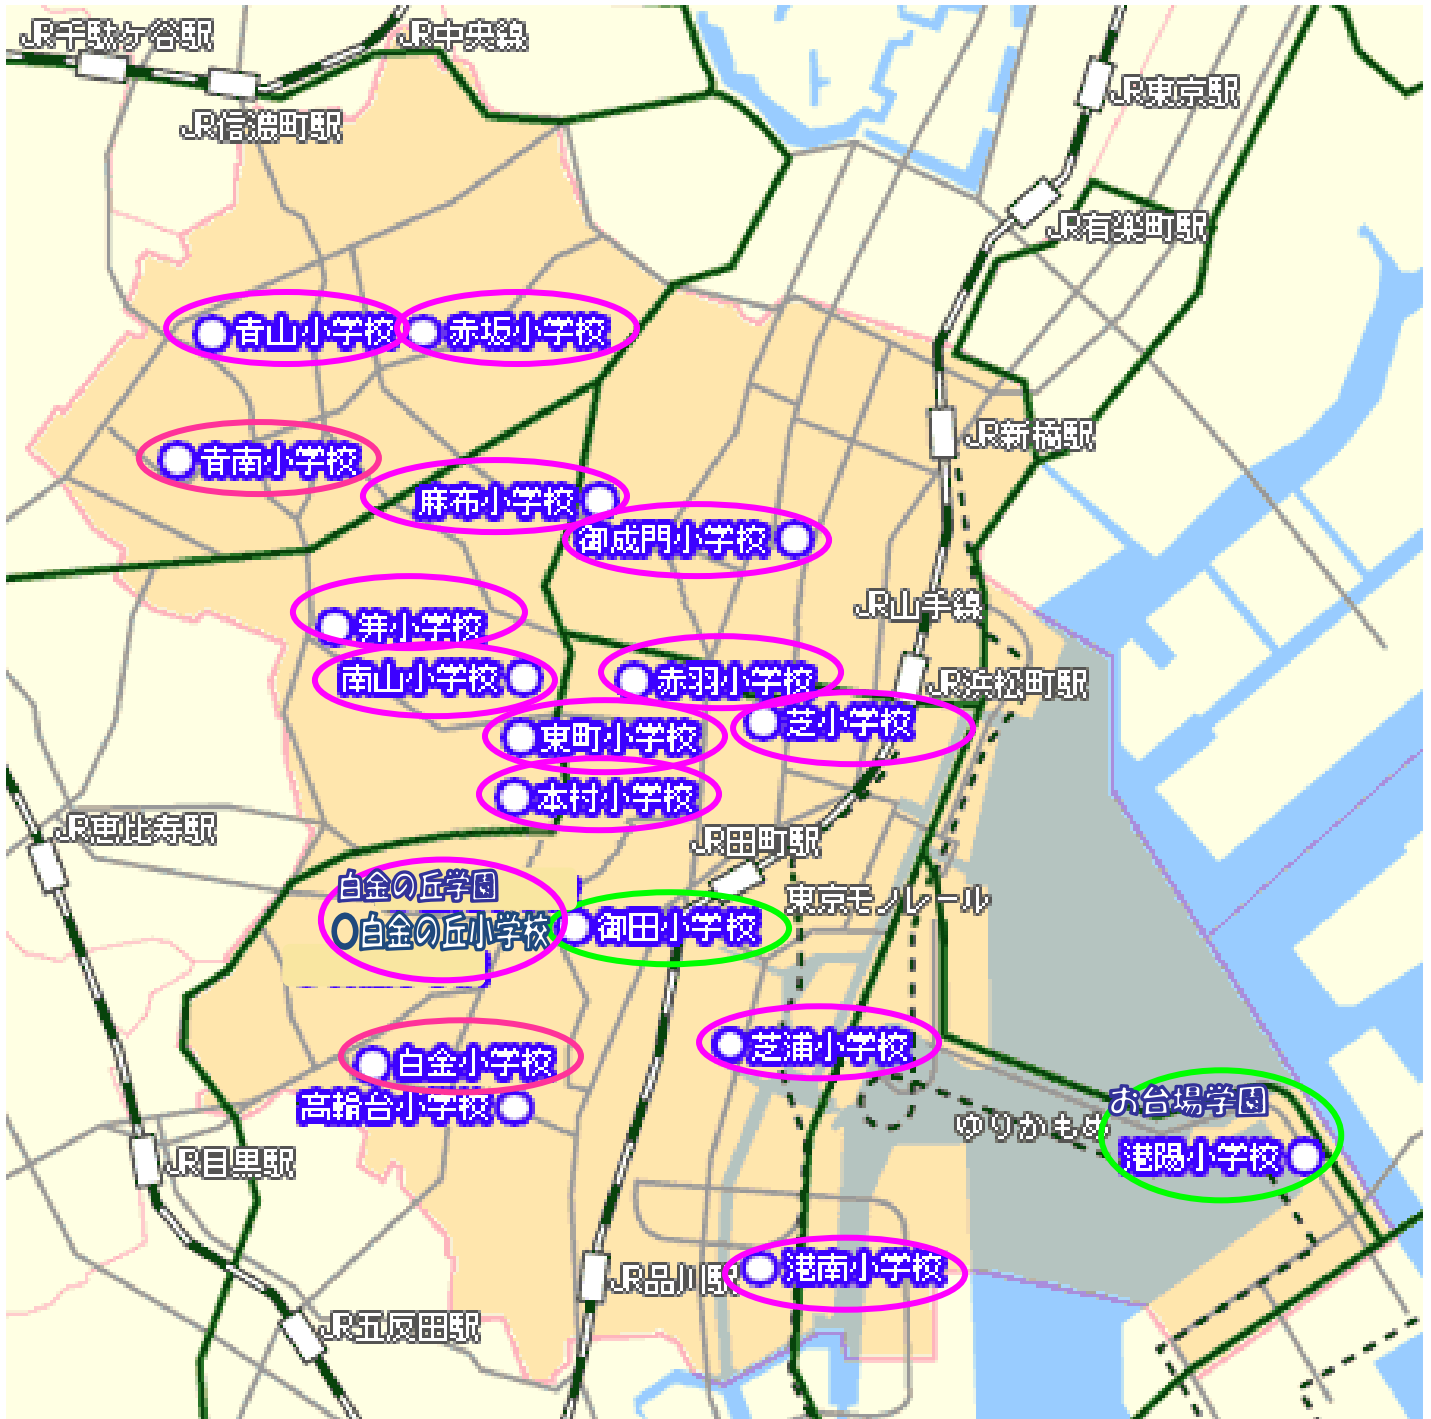 JR千駄ヶ谷駅
JR中央線
JR信濃町駅
JR東京駅
JR有楽町駅
青山小学校
赤坂小学校
JR新橋駅
青南小学校
麻布小学校
御成門小学校
JR山手線
笄小学校
南山小学校
赤羽小学校
JR浜松町駅
芝小学校
東町小学校
本村小学校
JR恵比寿駅
JR田町駅
白金の丘学園
東京モノレール
白金の丘小学校
御田小学校
芝浦小学校
白金小学校
高輪台小学校
お台場学園
ゆりかもめ
港陽小学校
JR目黒駅
港南小学校
JR品川駅
JR五反田駅